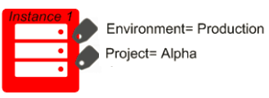 Instance 1
Environment= Production
Project= Alpha